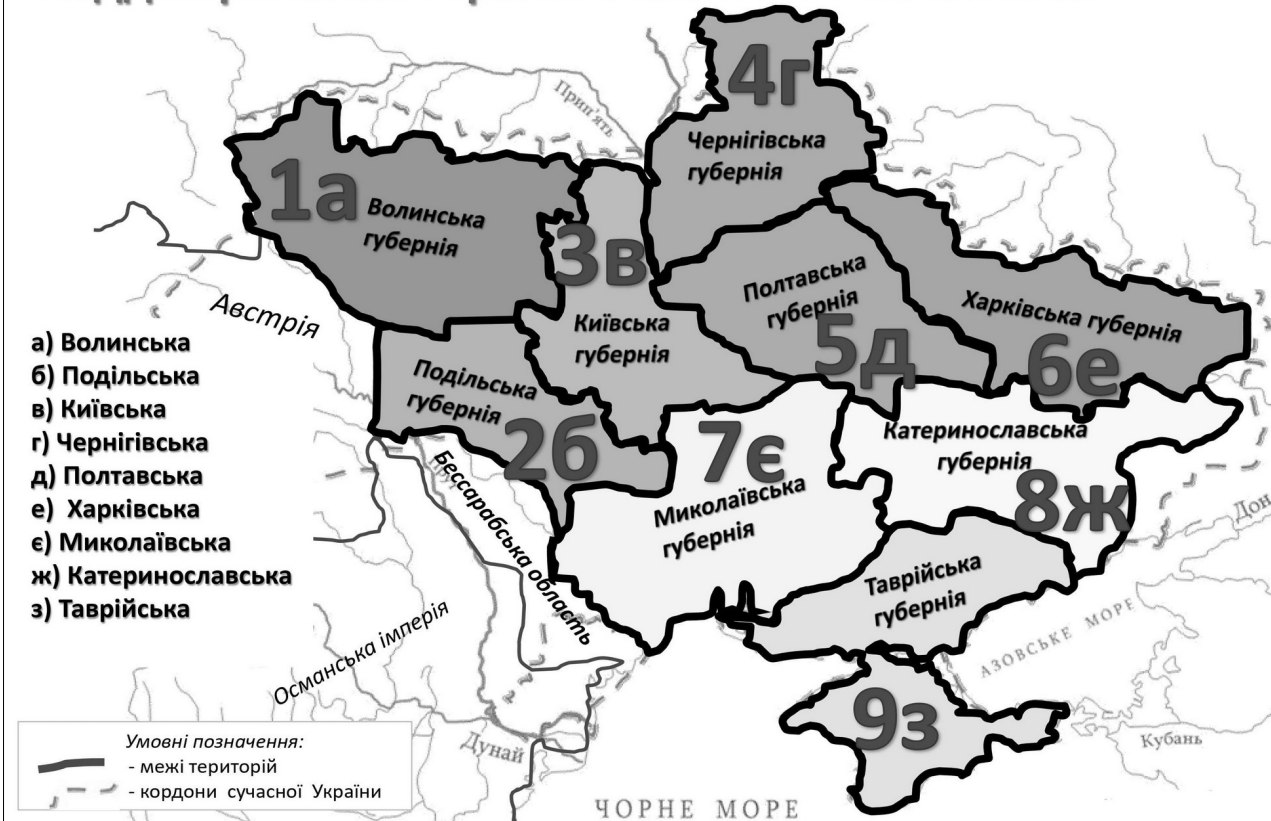 4г
Прип'ять
Чернігівська
губернія
1а
Волинська
губернія
3в
Полтавська
губернія
Харківська губернія
Австрія
Київська
губернія
5д
6е
а) Волинська
б) Подільська
в) Київська
г) Чернігівська
д) Полтавська
е) Харківська
є) Миколаївська
ж) Катеринославська
з) Таврійська
Подільська
губернія
2б
7є
Катеринославська
губернія
8ж
Миколаївська
губернія
Дон
Бессарабська область
Таврійська
губернія
Османська імперія
АЗОВСЬКЕ МОРЕ
9з
Умовні позначення:
- межі територій
- кордони сучасної України
Дунай
Кубань
ЧОРНЕ МОРЕ